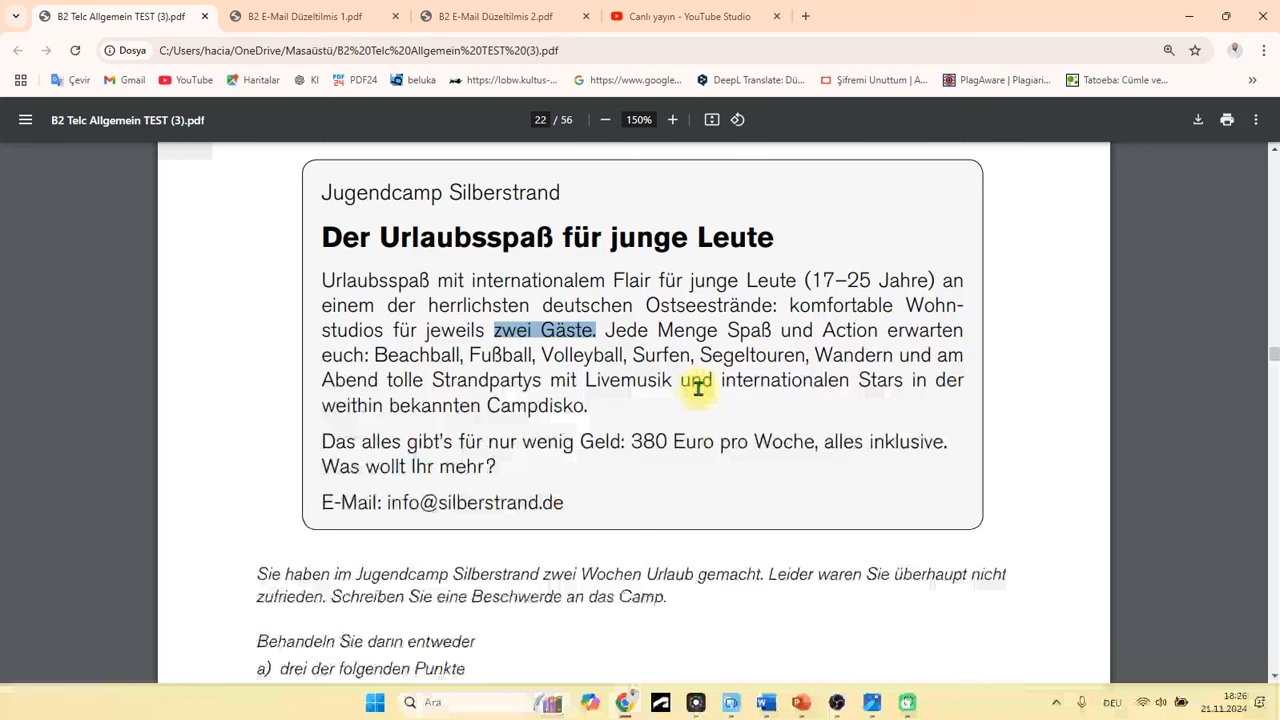 B2 Telc Allgemein TEST (3).pdf
B2 E-Mail Düzeltilmis 1.pdf
B2 E-Mail Düzeltilmis 2.pdf
Canlı yayın - YouTube Studio
Dosya
C:/Users/hacia/OneDrive/Masaüstü/B2%20Telc%20Allgemein%20TEST%20(3).pdf
Çevir
Gmail
YouTube
Haritalar
KI
PDF24
beluka
https://lobw.kultus-...
https://www.google...
DeepL Translate: Dü...
Şifremi Unuttum | A...
PlagAware | Plagiari...
Tatoeba: Cümle ve...
B2 Telc Allgemein TEST (3).pdf
22 / 56
150%
Jugendcamp Silberstrand
Der Urlaubsspaß für junge Leute
Urlaubsspaß mit internationalem Flair für junge Leute (17–25 Jahre) an
einem der herrlichsten deutschen Ostseestrände: komfortable Wohn-
studios für jeweils zwei Gäste. Jede Menge Spaß und Action erwarten
euch: Beachball, Fußball, Volleyball, Surfen, Segeltouren, Wandern und am
Abend tolle Strandpartys mit Livemusik und internationalen Stars in der
weithin bekannten Campdisko.
Das alles gibt's für nur wenig Geld: 380 Euro pro Woche, alles inklusive.
Was wollt Ihr mehr?
E-Mail: info@silberstrand.de
Sie haben im Jugendcamp Silberstrand zwei Wochen Urlaub gemacht. Leider waren Sie überhaupt nicht
zufrieden. Schreiben Sie eine Beschwerde an das Camp.
Behandeln Sie darin entweder
a) drei der folgenden Punkte
Ara
DEU
18:26
21.11.2024